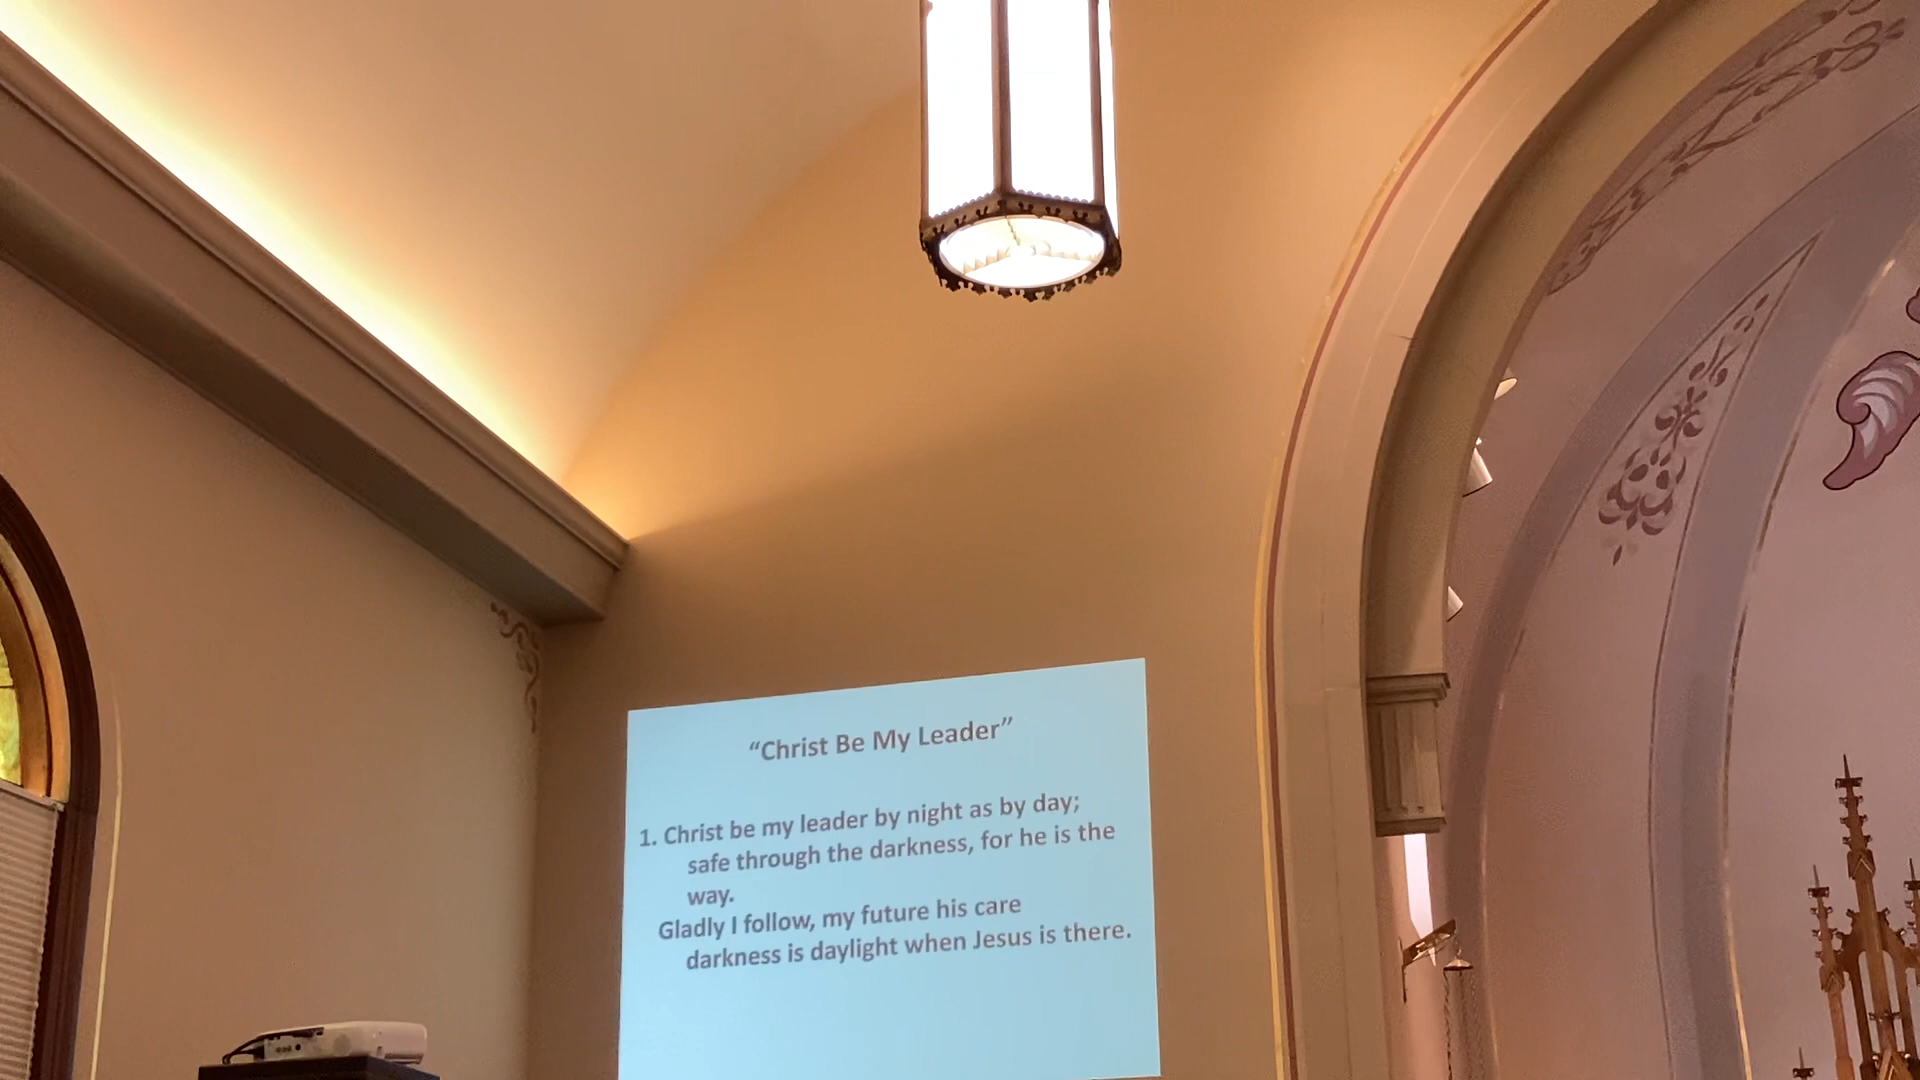 “Christ Be My Leader”
1. Christ be my leader by night as by day;
safe through the darkness, for he is the
way.
Gladly I follow, my future his care
darkness is daylight when Jesus is there.